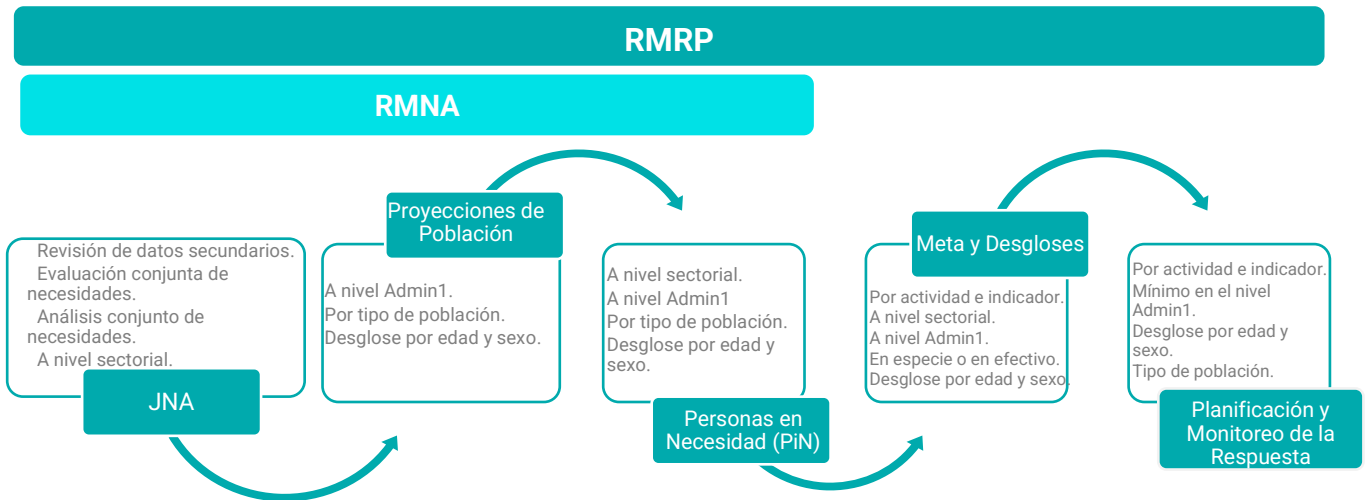 RMRP
RMNA
Revisión de datos secundarios.
Evaluación conjunta de
necesidades.
Análisis conjunto de
necesidades.
A nivel sectorial.
JNA
Proyecciones de
Población
A nivel Admin1.
Por tipo de población.
Desglose por edad y sexo.
A nivel sectorial.
A nivel Admin1
Por tipo de población.
Desglose por edad y
sexo.
Personas en
Necesidad (PiN)
Meta y Desgloses
Por actividad e indicador.
A nivel sectorial.
A nivel Admin1.
En especie o en efectivo.
Desglose por edad y sexo.
Por actividad e indicador.
Mínimo en el nivel
Admin1.
Desglose por edad y
sexo.
Tipo de población.
Planificación y
Monitoreo de la
Respuesta